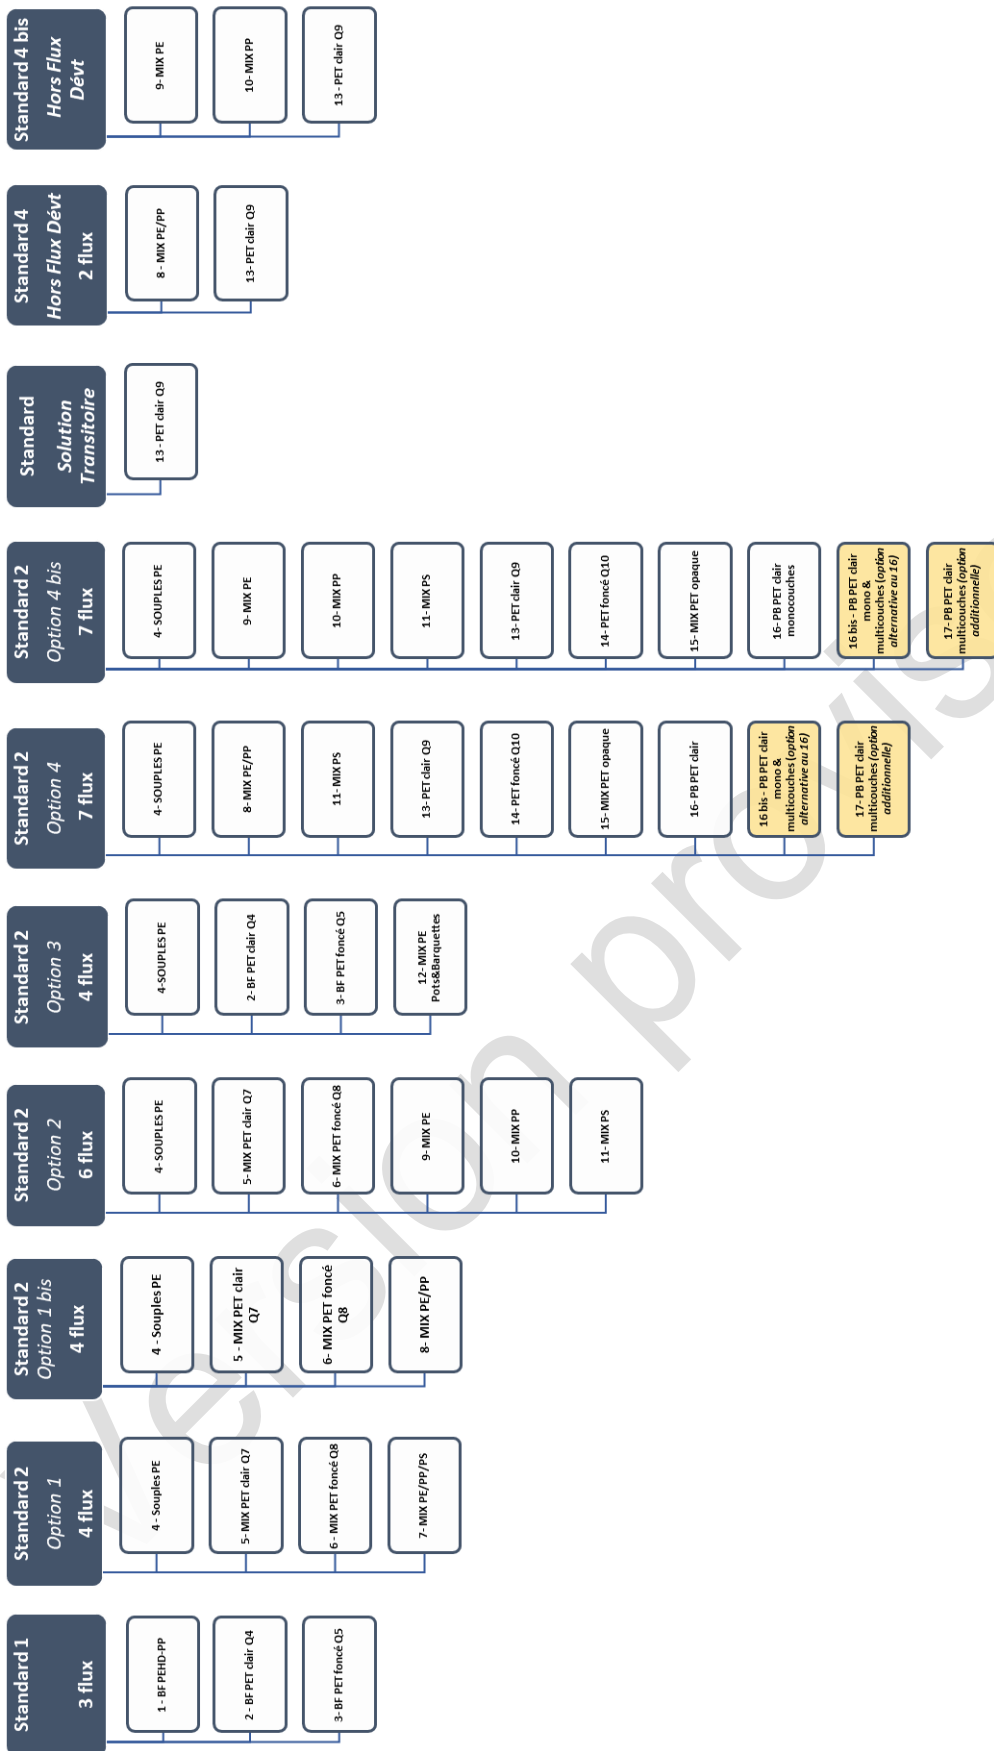 Standard 1
3 flux
1 - BF PEHD-PP
2 - BF PET clair Q4
3- BF PET foncé Q5
Standard 2
Option 1
4 flux
4 - Souples PE
5- MIX PET clair Q7
6 - MIX PET foncé Q8
7- MIX PE/PP/PS
Standard 2
Option 1 bis
4 flux
4 - Souples PE
5 - MIX PET clair
Q7
6- MIX PET foncé
Q8
8- MIX PE/PP
Standard 2
Option 2
6 flux
4- SOUPLES PE
5- MIX PET clair Q7
6- MIX PET foncé Q8
9- MIX PE
10- MIX PP
11- MIX PS
Standard 2
Option 3
4 flux
4-SOUPLES PE
2- BF PET clair Q4
3- BF PET foncé Q5
12- MIX PE
Pots&Barquettes
Standard 2
Option 4
7 flux
4- SOUPLES PE
8- MIX PE/PP
11- MIX PS
13- PET clair Q9
14- PET foncé Q10
15- MIX PET opaque
16- PB PET clair
16 bis - PB PET clair
mono &
multicouches (option
alternative au 16)
17- PB PET clair
multicouches (option
additionnelle)
Standard 2
Option 4 bis
7 flux
4- SOUPLES PE
9- MIX PE
10- MIX PP
11- MIX PS
13- PET clair Q9
14- PET foncé Q10
15- MIX PET opaque
16- PB PET clair
monocouches
16 bis - PB PET clair
mono &
multicouches (option
alternative au 16)
17- PB PET clair
multicouches (option
additionnelle)
Standard
Solution
Transitoire
13 - PET clair Q9
Standard 4
Hors Flux Dévt
2 flux
8 - MIX PE/PP
13- PET clair Q9
Standard 4 bis
Hors Flux
Dévt
9- MIX PE
10- MIX PP
13 - PET clair Q9
Version provis